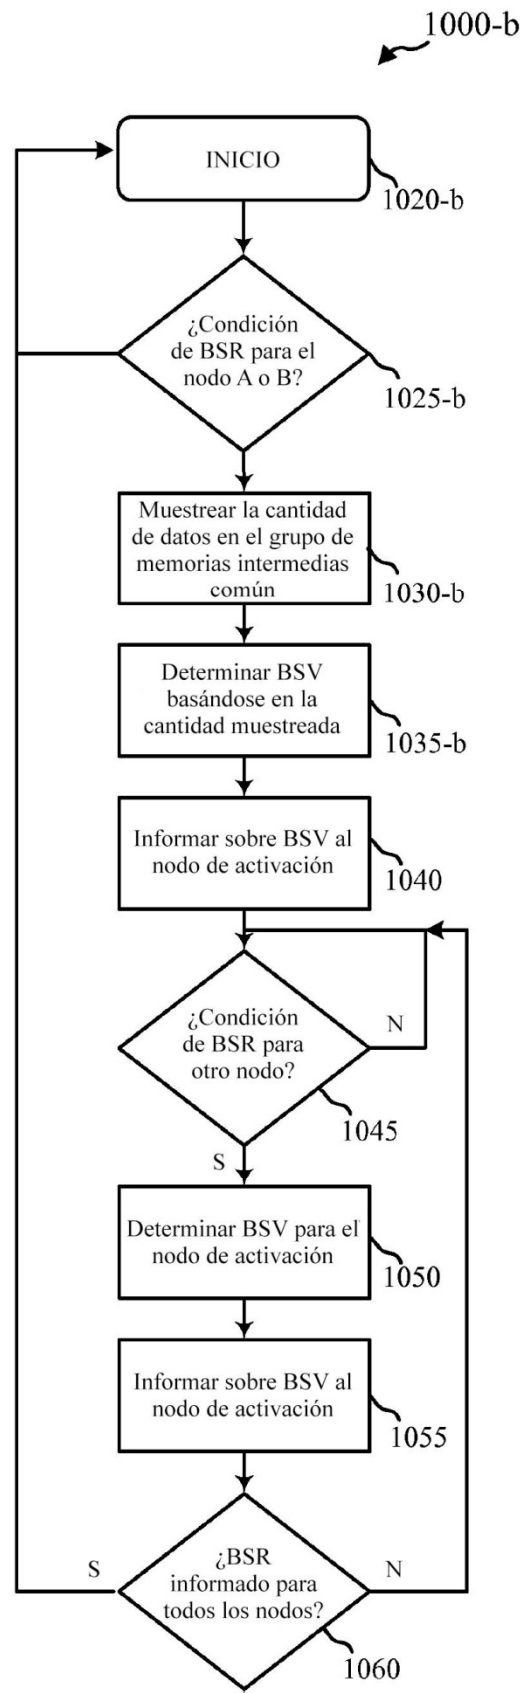 1000-b
INICIO
1020-b
¿Condición
de BSR para el
nodo A o B?
1025-b
Muestrear la cantidad
de datos en el grupo de
memorias intermedias
común
1030-b
Determinar BSV
basándose en la
cantidad muestreada
1035-b
Informar sobre BSV al
nodo de activación
1040
¿Condición
de BSR para
otro nodo?
N
1045
S
Determinar BSV para el
nodo de activación
1050
Informar sobre BSV al
nodo de activación
1055
¿BSR
informado para
todos los nodos?
S
N
1060